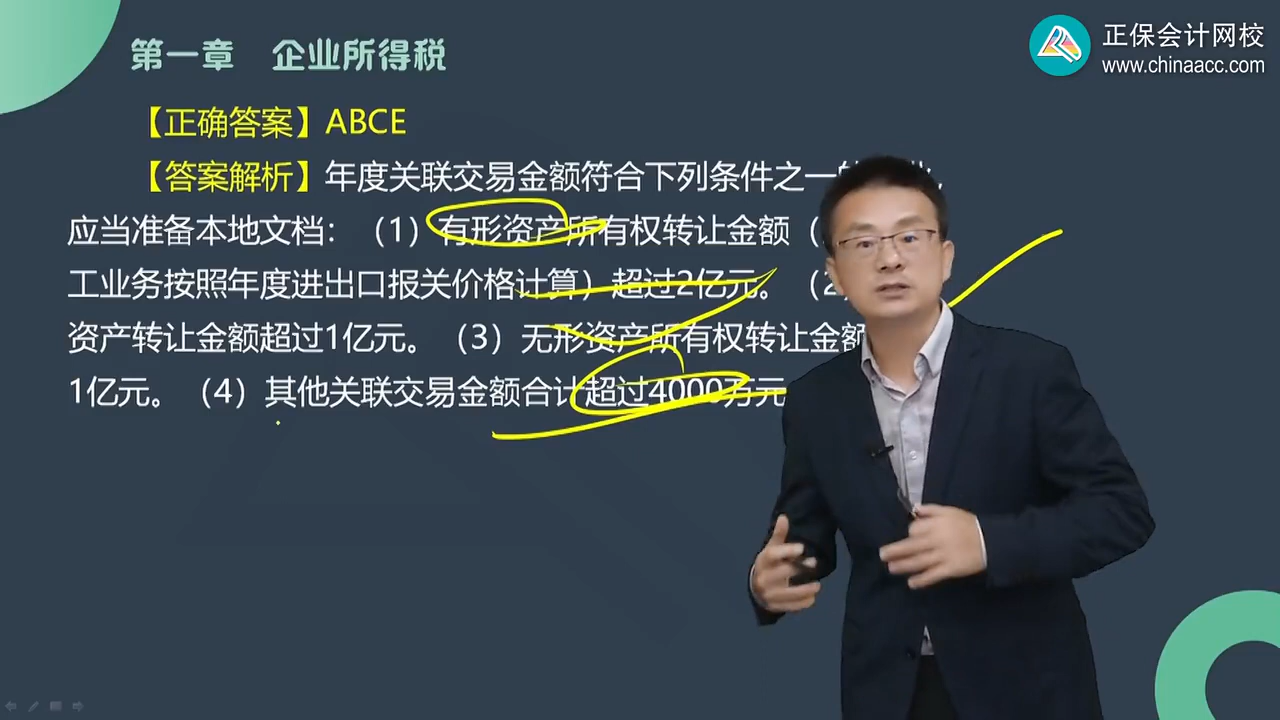 第一章 企业所得税
正保会计网校
www.chinaacc.com
【正确答案】ABCE
【答案解析】年度关联交易金额符合下列条件之一
应当准备本地文档：（1）有形资产所有权转让金额（
工业务按照年度进出口报关价格计算）超过2亿元。（2
资产转让金额超过1亿元。（3）无形资产所有权转让金额
1亿元。（4）其他关联交易金额合计超过4000万元